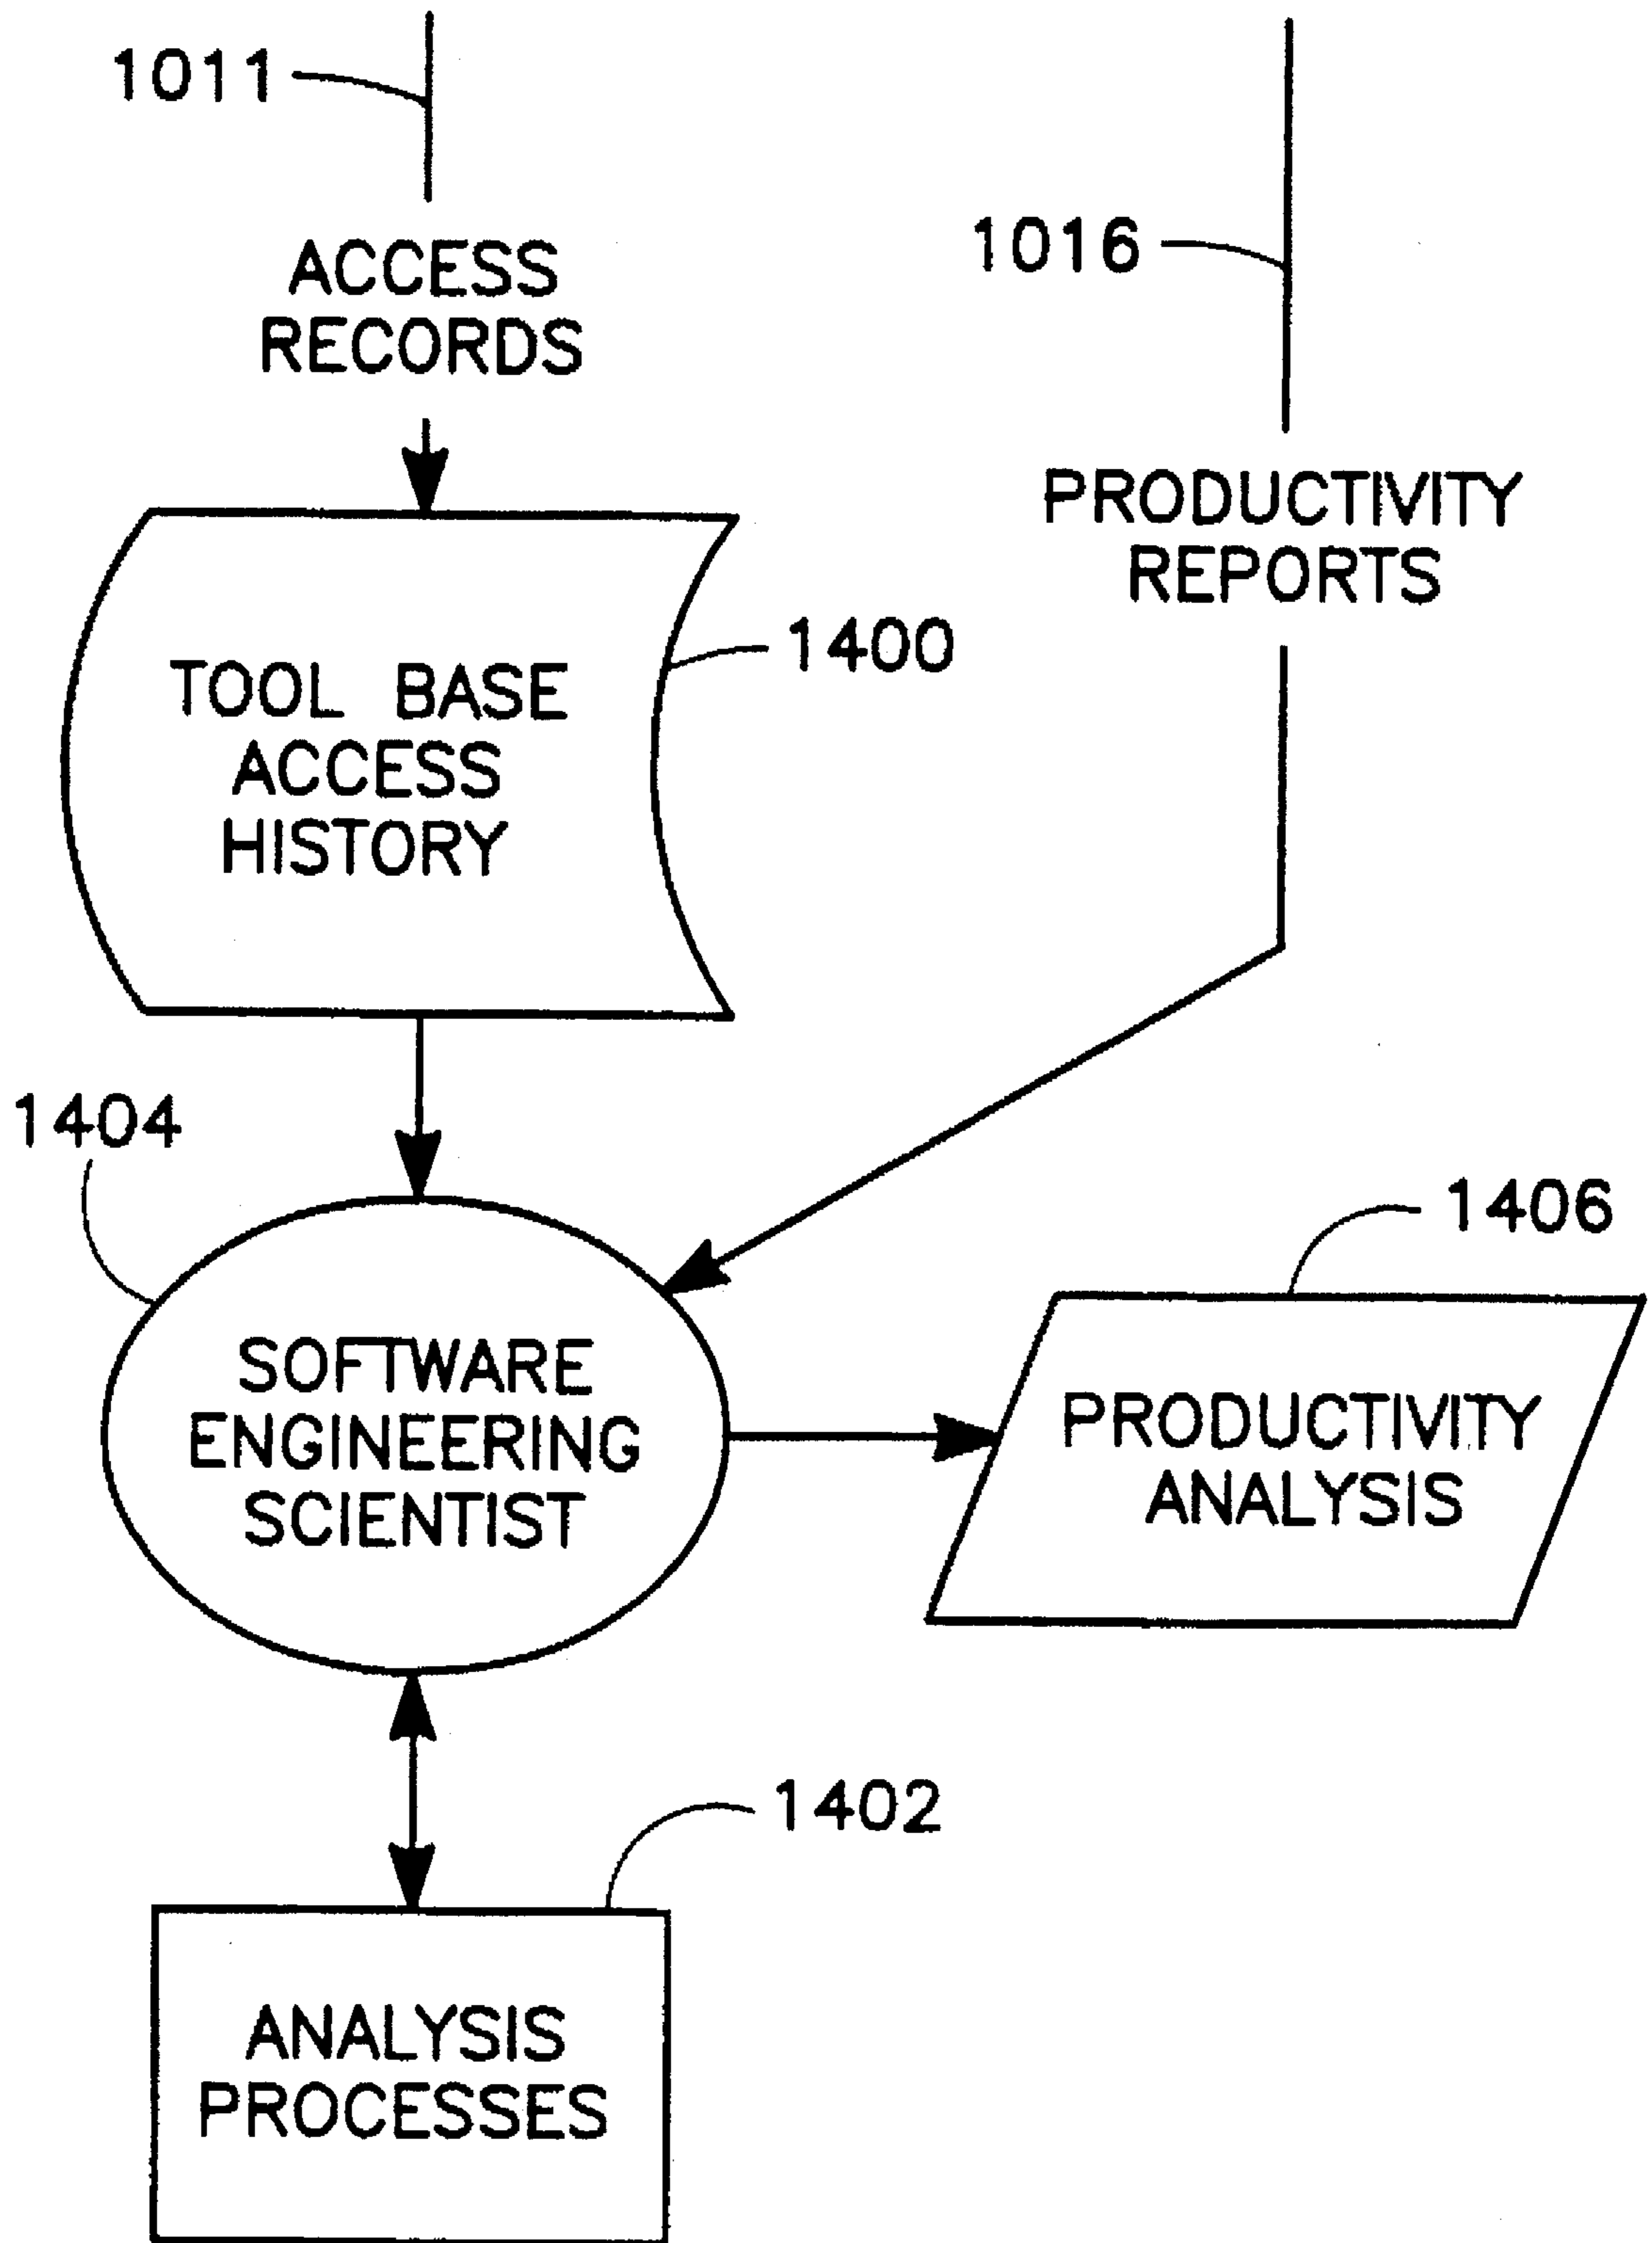 1011
ACCESS
RECORDS
1016
PRODUCTIVITY
REPORTS
1400
TOOL BASE
ACCESS
HISTORY
1404
SOFTWARE
ENGINEERING
SCIENTIST
1406
PRODUCTIVITY
ANALYSIS
1402
ANALYSIS
PROCESSES